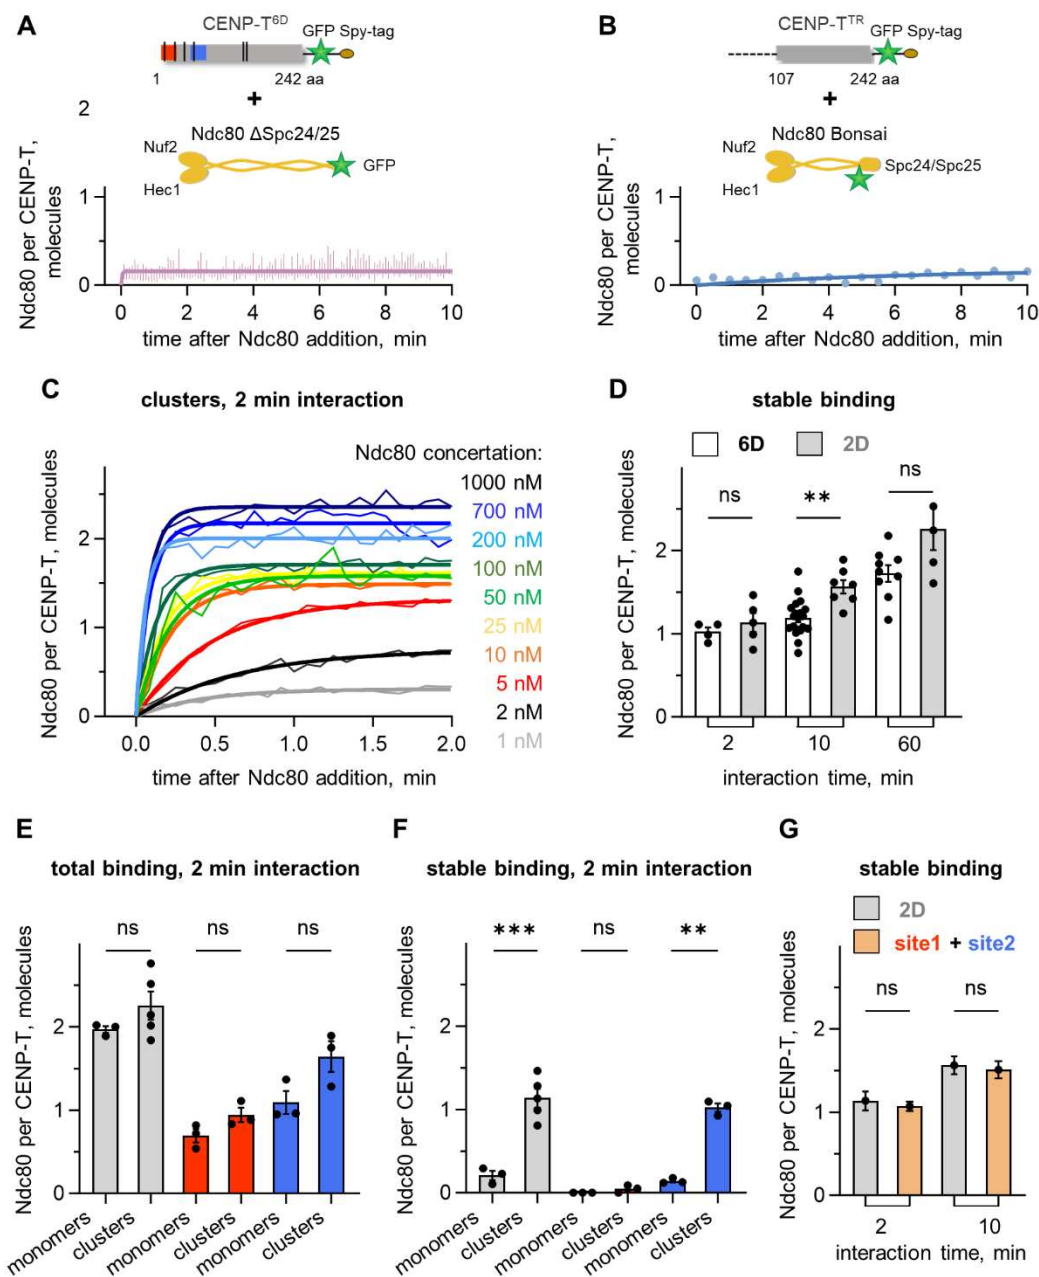 A
CENP-T6D
GFP Spy-tag
1
242 aa
+
Ndc80 ΔSpc24/25
Nuf2
Hec1
GFP
Ndc80 per CENP-T,
molecules
2
1
0
0 2 4 6 8 10
time after Ndc80 addition, min
B
CENP-TTR
GFP Spy-tag
107
242 aa
+
Ndc80 Bonsai
Nuf2
Hec1
Spc24/Spc25
Ndc80 per CENP-T,
molecules
1
0
0 2 4 6 8 10
time after Ndc80 addition, min
C
clusters, 2 min interaction
Ndc80 concertation:
1000 nM
700 nM
200 nM
100 nM
50 nM
25 nM
10 nM
5 nM
2 nM
1 nM
Ndc80 per CENP-T, molecules
2
1
0
0.0 0.5 1.0 1.5 2.0
time after Ndc80 addition, min
D
stable binding
6D
2D
ns
**
ns
Ndc80 per CENP-T, molecules
2
1
0
2 10 60
interaction time, min
E
total binding, 2 min interaction
ns
ns
ns
Ndc80 per CENP-T, molecules
2
1
0
monomers
clusters
monomers
clusters
monomers
clusters
F
stable binding, 2 min interaction
***
ns
**
Ndc80 per CENP-T, molecules
2
1
0
monomers
clusters
monomers
clusters
monomers
clusters
G
stable binding
2D
site1 + site2
ns
ns
Ndc80 per CENP-T, molecules
2
1
0
2 10
interaction time, min